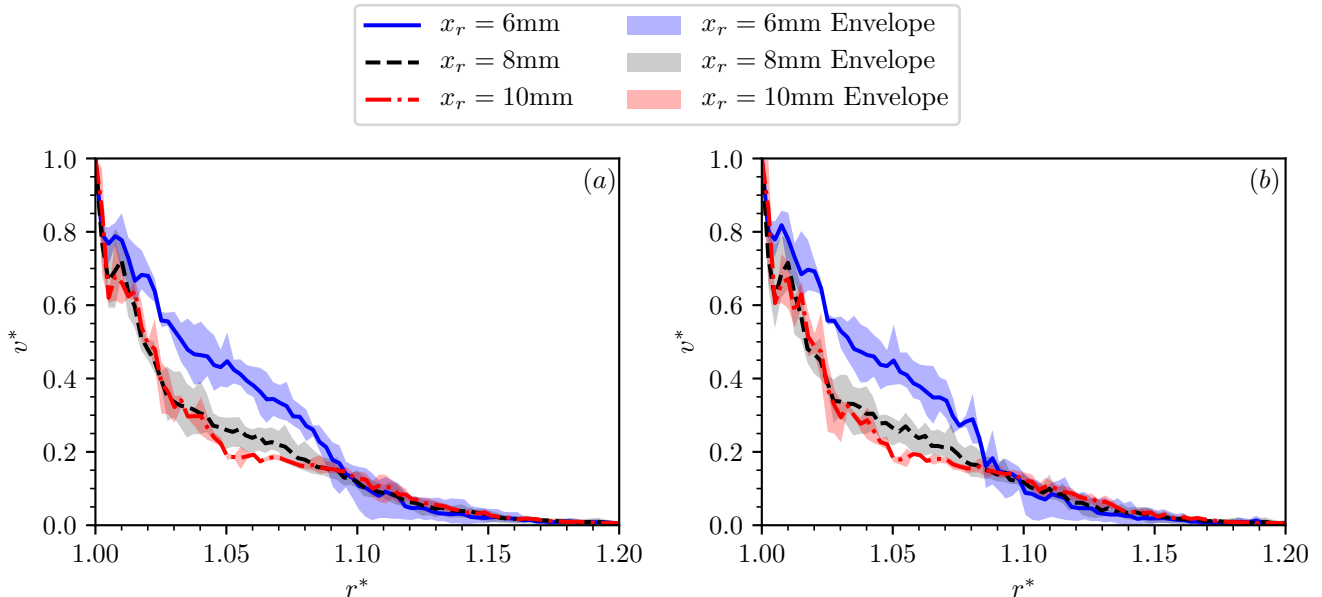 x_r = 6mm x_r = 6mm Envelope
x_r = 8mm x_r = 8mm Envelope
x_r = 10mm x_r = 10mm Envelope
(a)
1.0
0.8
0.6
0.4
0.2
0.0
v*
1.00 1.05 1.10 1.15 1.20
r*
(b)
1.0
0.8
0.6
0.4
0.2
0.0
v*
1.00 1.05 1.10 1.15 1.20
r*